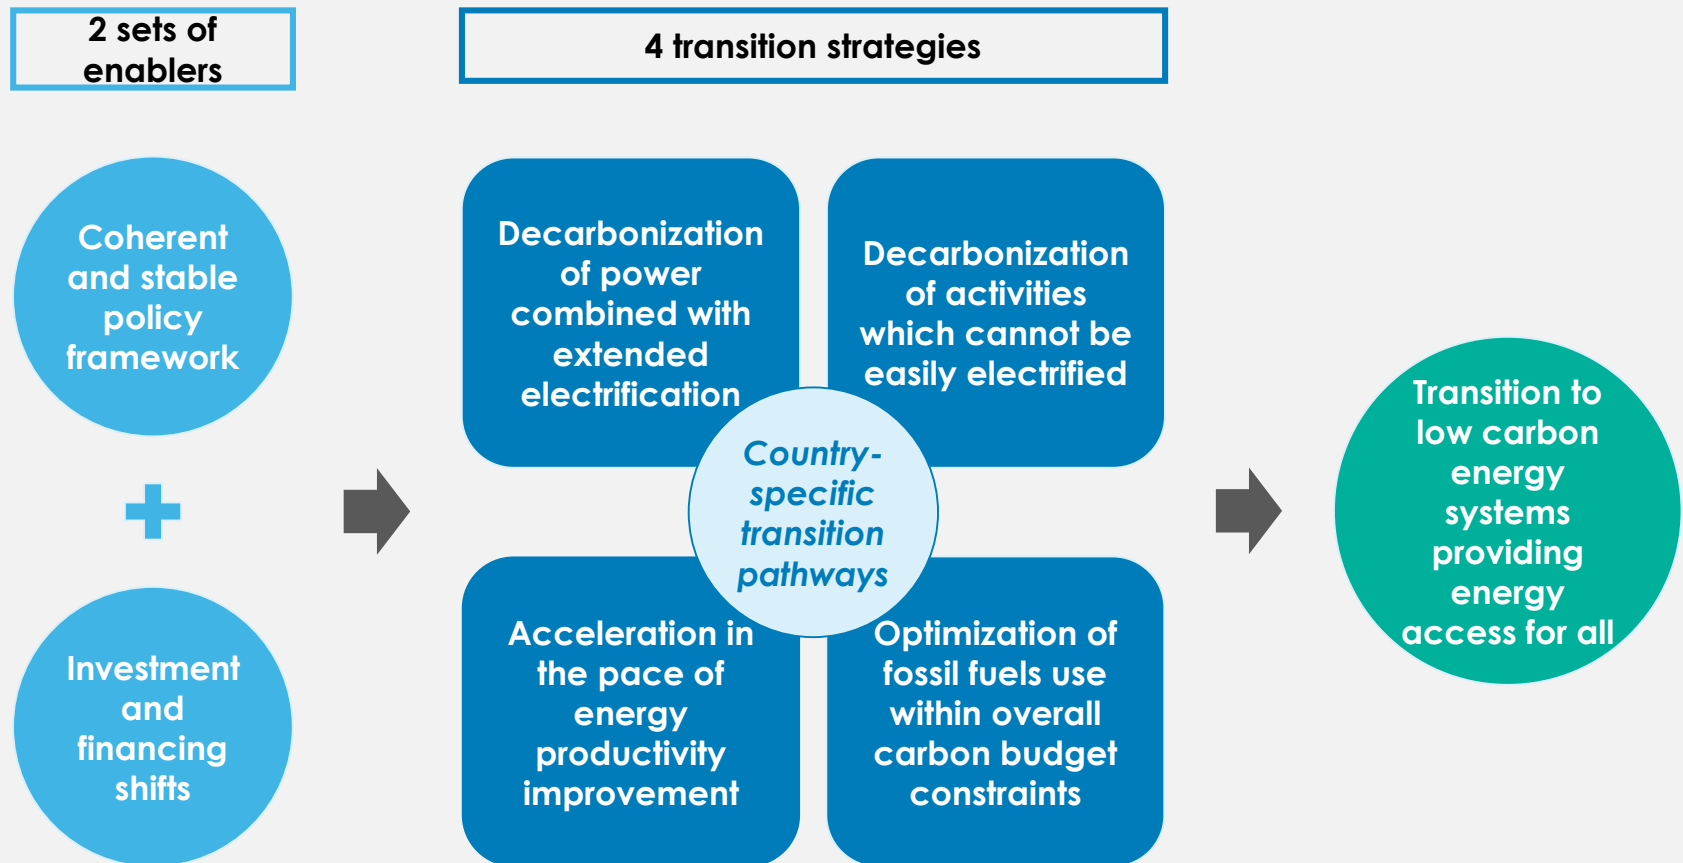 2 sets of
enablers
4 transition strategies
Coherent
and stable
policy
framework
Investment
and
financing
shifts
Decarbonization
of power
combined with
extended
electrification
Decarbonization
of activities
which cannot be
easily electrified
Country-
specific
transition
pathways
Acceleration in
the pace of
energy
productivity
improvement
Optimization of
fossil fuels use
within overall
carbon budget
constraints
Transition to
low carbon
energy
systems
providing
energy
access for all